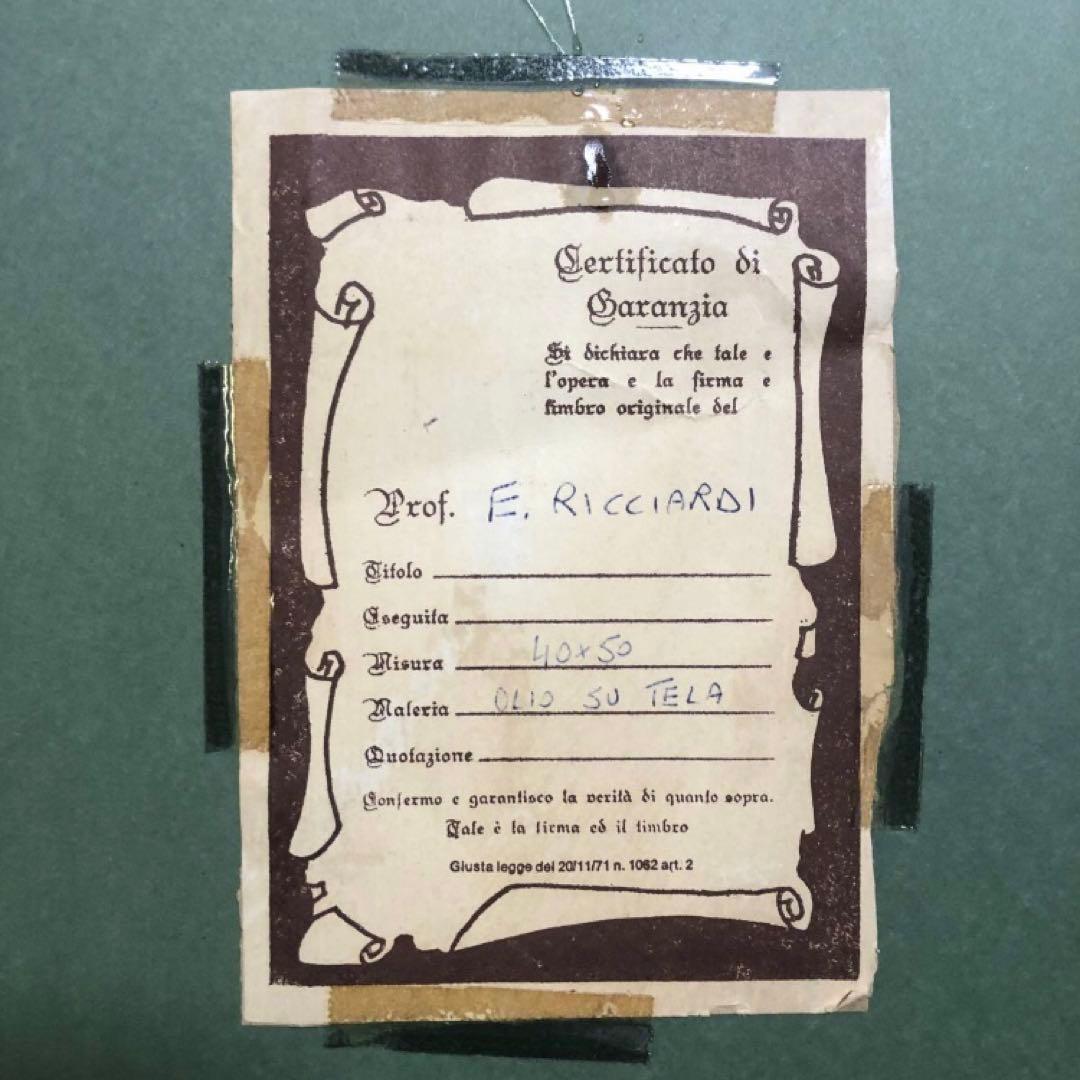 Certificato di
Garanzia
Si dichiara che tale e
l'opera e la firma e
timbro originale del
Prof. E. RICCIARDI
Titolo
Eseguita
Misura 40x50
Materia OLIO SU TELA
Quotazione
Confermo e garantisco la verità di quanto sopra.
Tale è la firma ed il timbro
Giusta legge del 20/11/71 n. 1062 art. 2